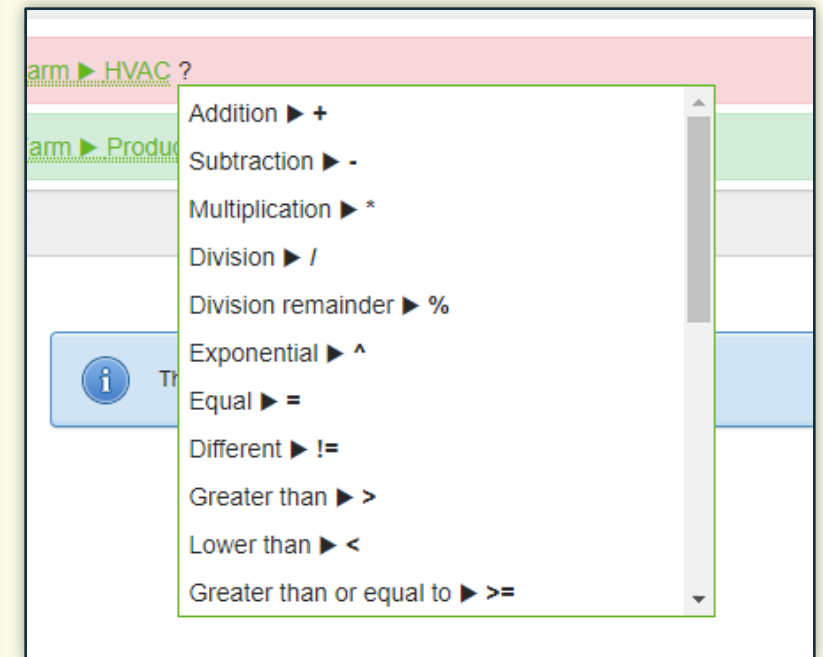 arm ▶ HVAC ?
Addition ▶ +
arm ▶ Produc
Subtraction ▶ -
Multiplication ▶ *
Division ▶ /
Division remainder ▶ %
Exponential ▶ ^
Th
Equal ▶ =
Different ▶ !=
Greater than ▶ >
Lower than ▶ <
Greater than or equal to ▶ >=